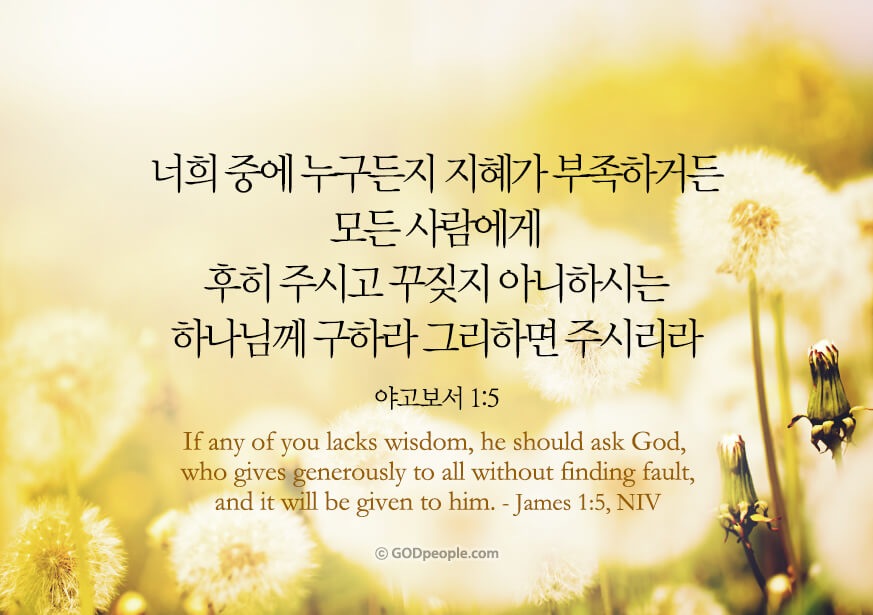 너희 중에 누구든지 지혜가 부족하거든
모든 사람에게
후히 주시고 꾸짖지 아니하시는
하나님께 구하라 그리하면 주시리라
야고보서 1:5
If any of you lacks wisdom, he should ask God,
who gives generously to all without finding fault,
and it will be given to him. - James 1:5, NIV
© GODpeople.com